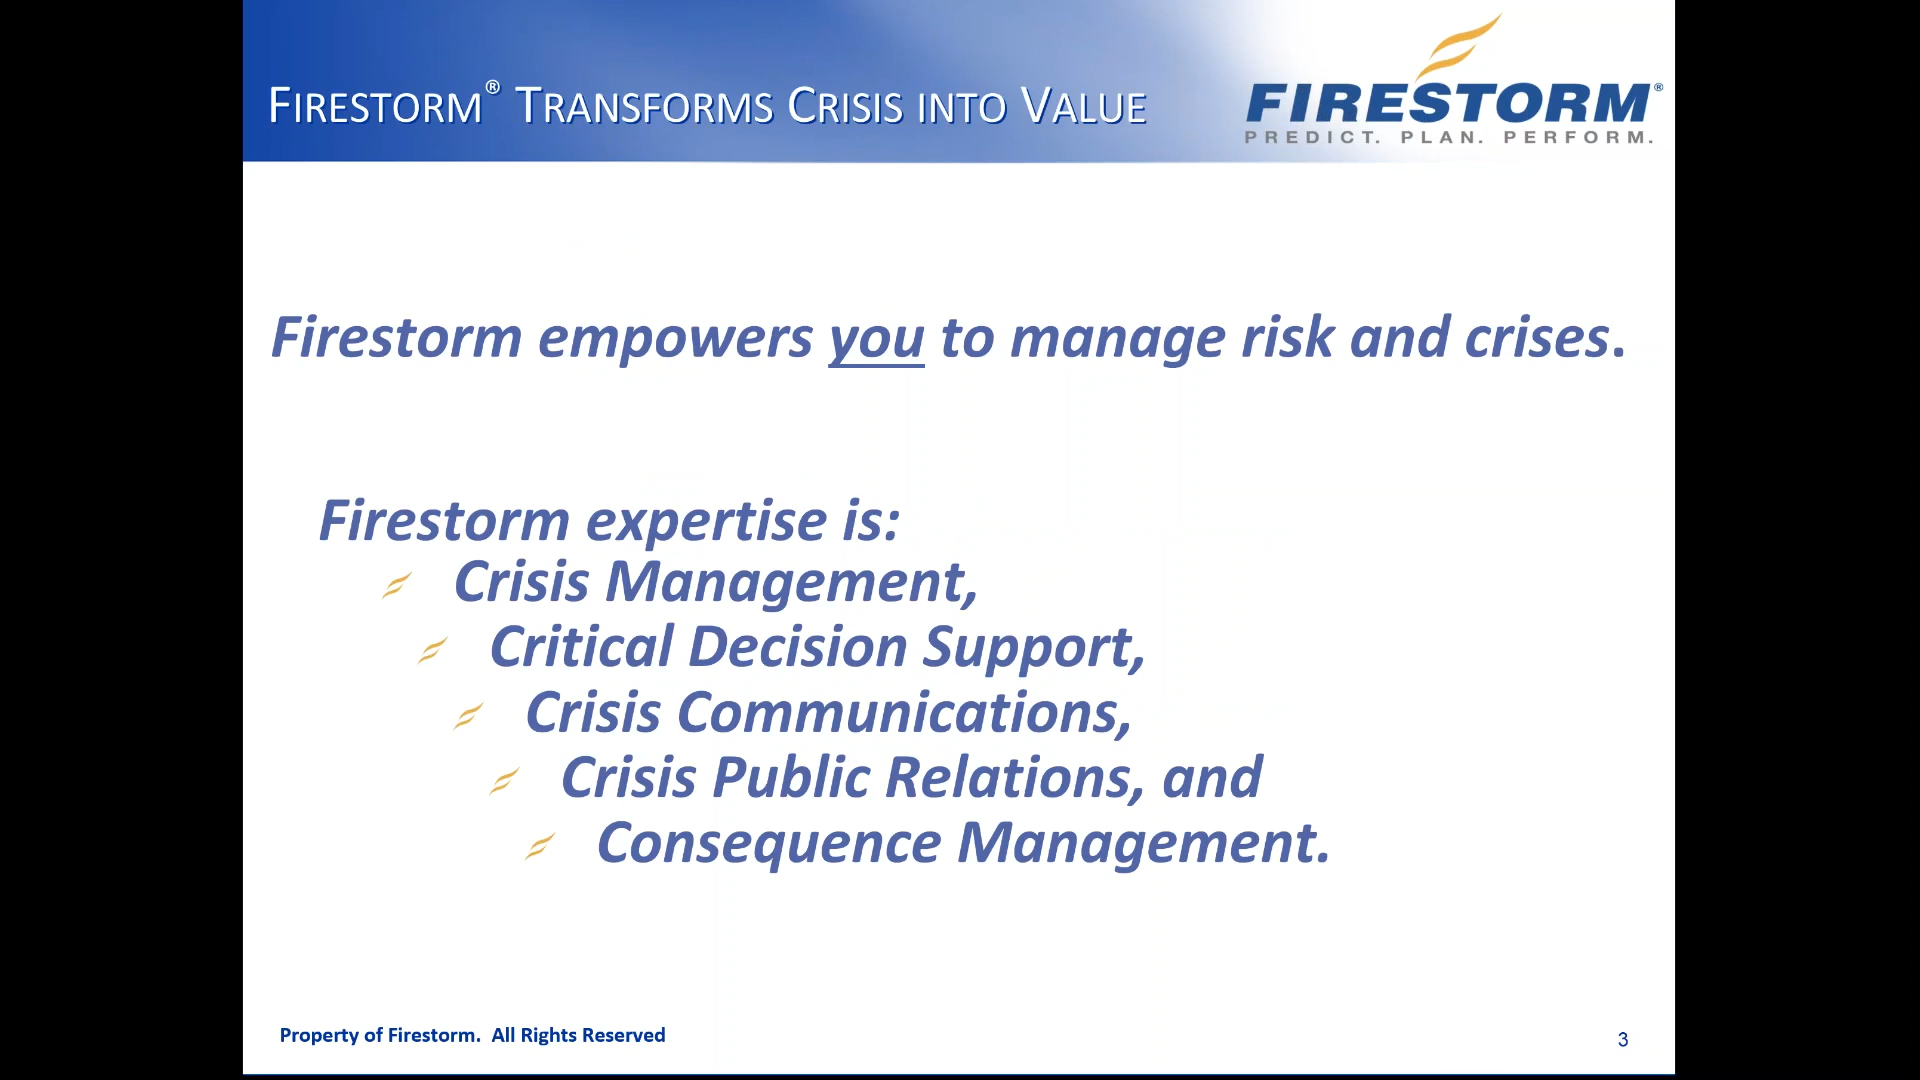 FIRESTORM® TRANSFORMS CRISIS INTO VALUE
FIRESTORM®
PREDICT. PLAN. PERFORM.
Firestorm empowers you to manage risk and crises.
Firestorm expertise is:
Crisis Management,
Critical Decision Support,
Crisis Communications,
Crisis Public Relations, and
Consequence Management.
Property of Firestorm. All Rights Reserved
3